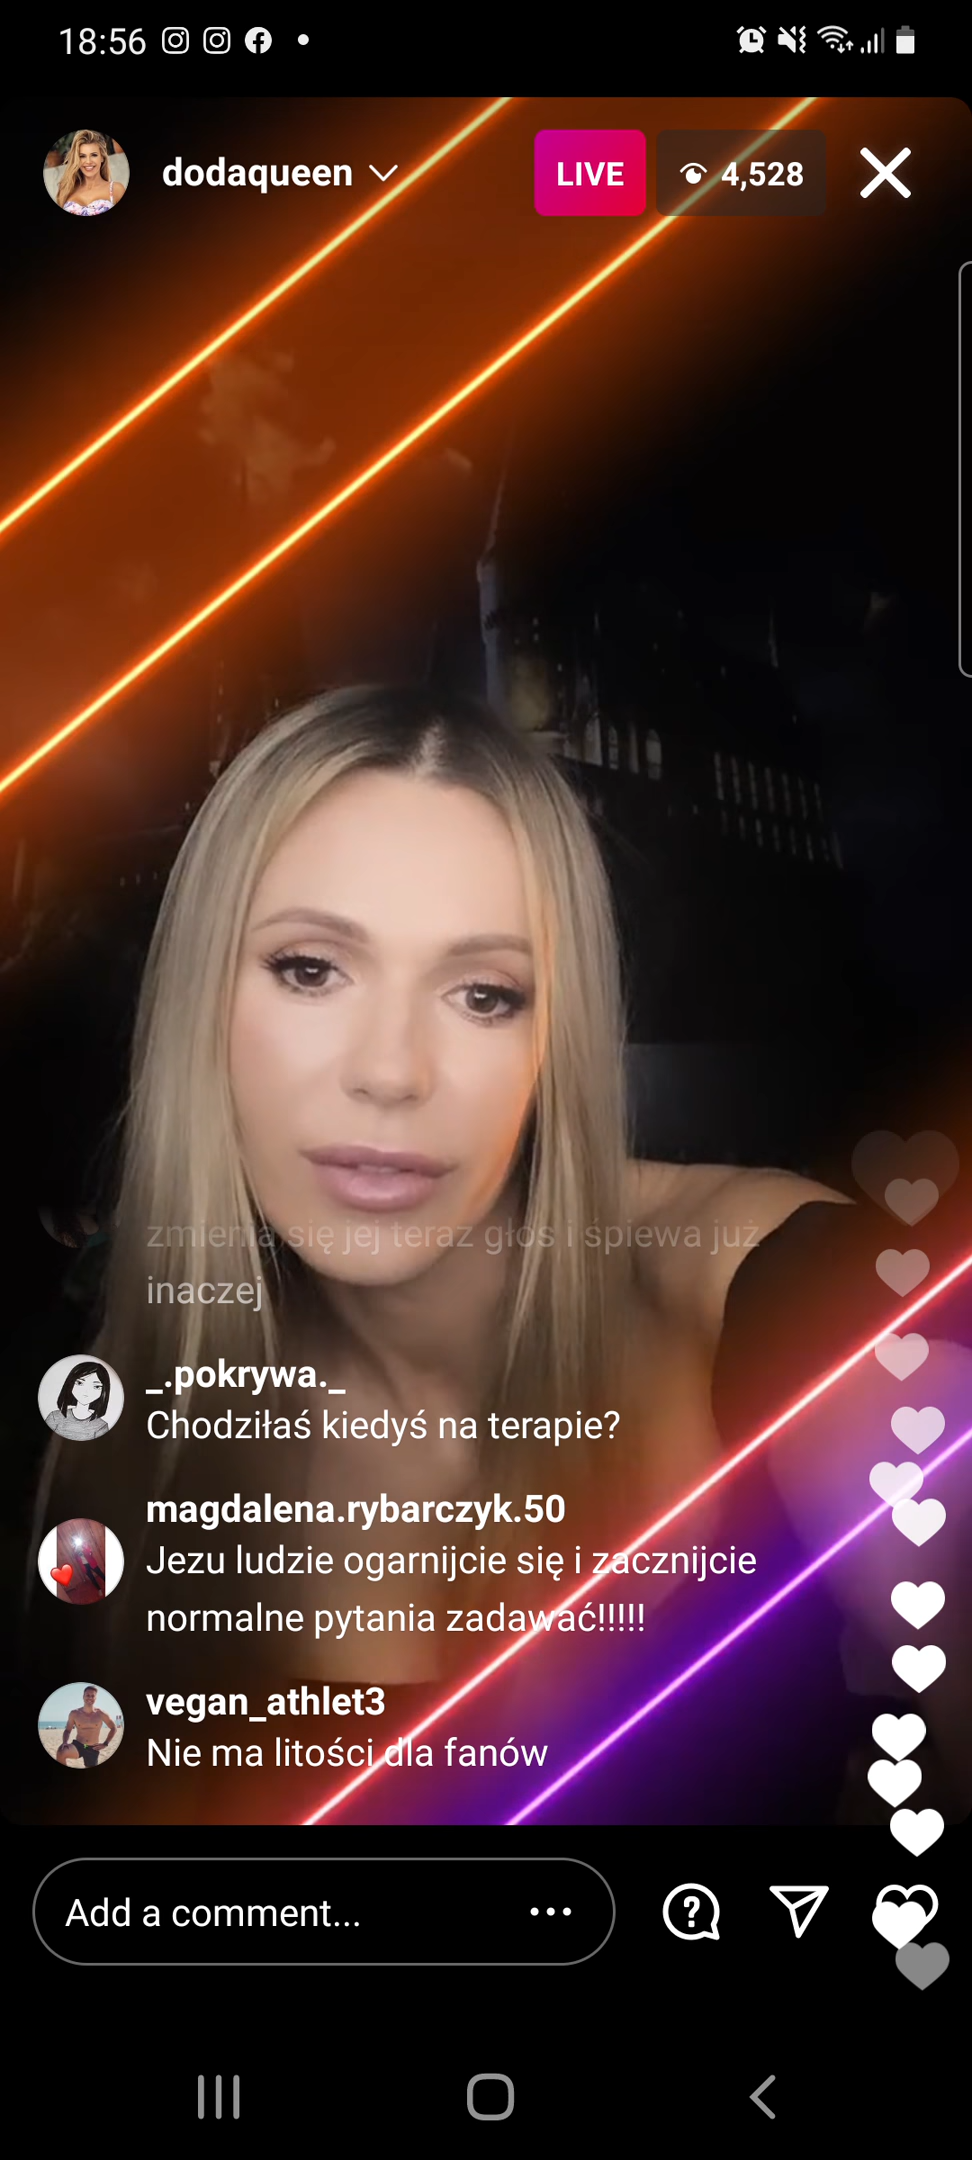 18:56
dodaqueen
LIVE
4,528
zmienia się jej teraz głos i śpiewa już
inaczej
_.pokrywa._
Chodziłaś kiedyś na terapie?
magdalena.rybarczyk.50
Jezu ludzie ogarnijcie się i zacznijcie
normalne pytania zadawać!!!!!
vegan_athlet3
Nie ma litości dla fanów
Add a comment...